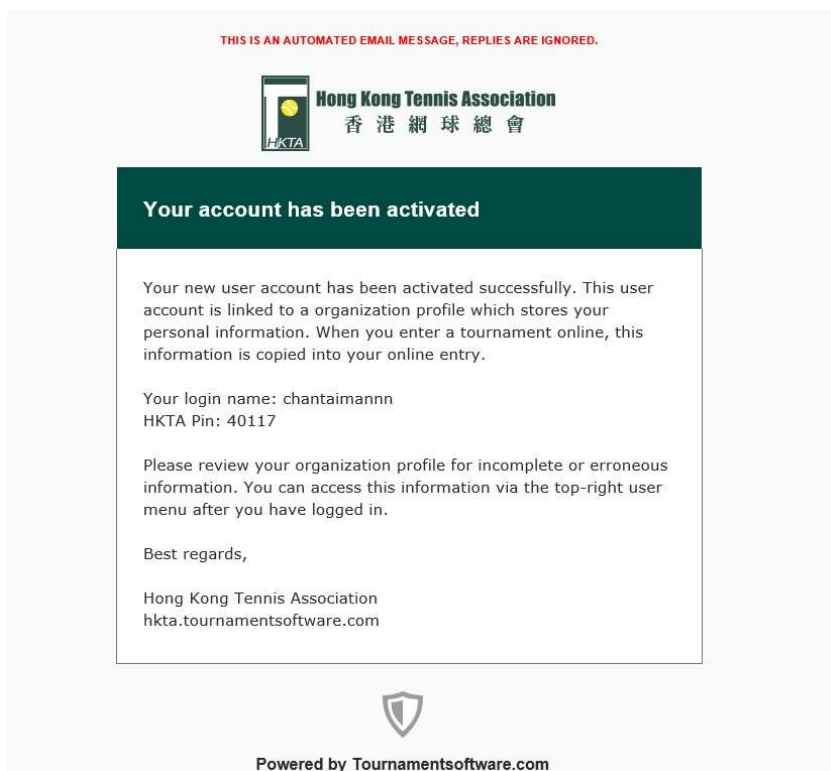 THIS IS AN AUTOMATED EMAIL MESSAGE, REPLIES ARE IGNORED.
Hong Kong Tennis Association
香港網球總會
HKTA
Your account has been activated
Your new user account has been activated successfully. This user
account is linked to a organization profile which stores your
personal information. When you enter a tournament online, this
information is copied into your online entry.
Your login name: chantaimannn
HKTA Pin: 40117
Please review your organization profile for incomplete or erroneous
information. You can access this information via the top-right user
menu after you have logged in.
Best regards,
Hong Kong Tennis Association
hkta.tournamentsoftware.com
Powered by Tournamentsoftware.com